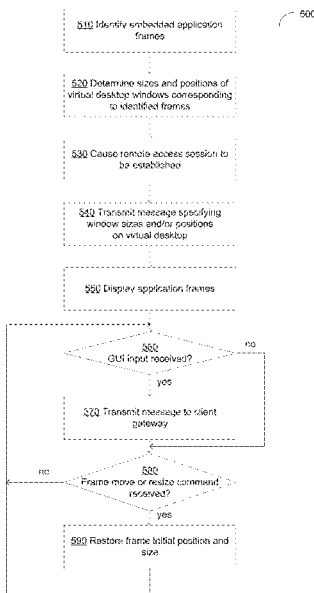 500
510 Identify embedded application
frames
520 Determine sizes and positions of
virtual desktop windows corresponding
to identified frames
530 Cause remote access session to
be established
540 Transmit message specifying
window sizes and/or positions
on virtual desktop
550 Display application frames
560
GUI input received?
no
yes
570 Transmit message to client
gateway
580
Frame move or resize command
received?
no
yes
590 Restore frame initial position and
size